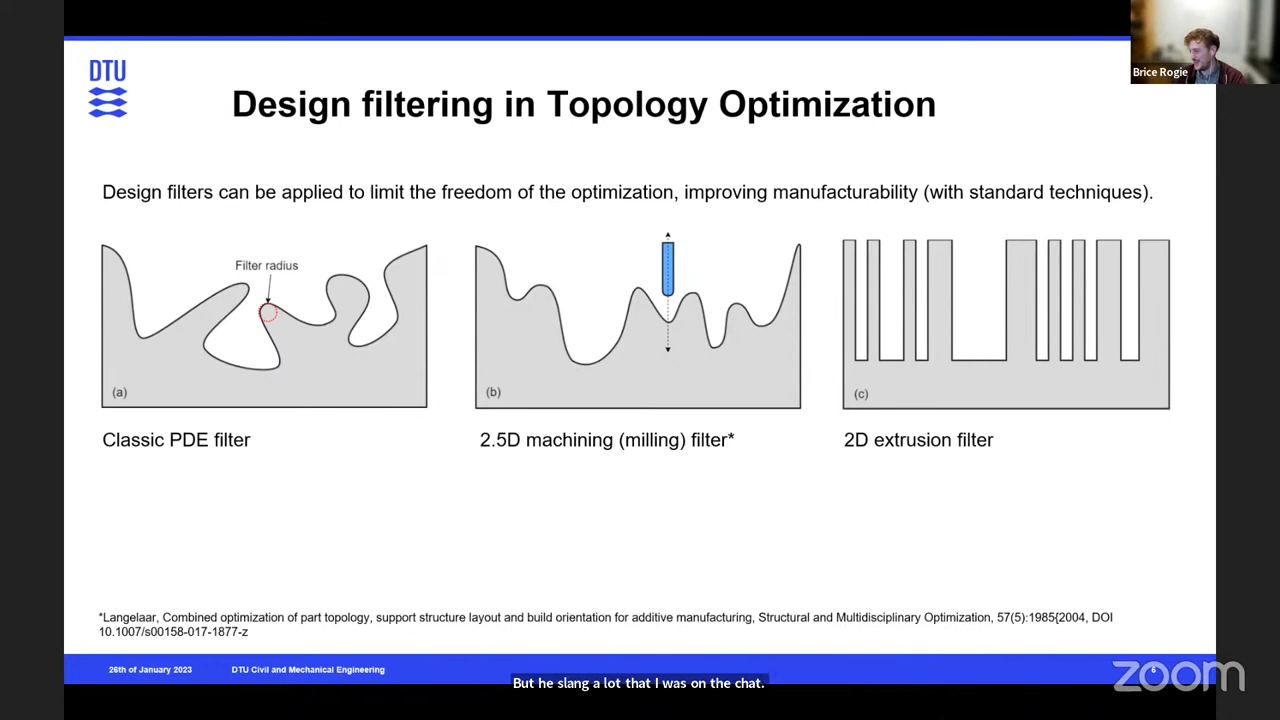 Brice Rogie
DTU
Design filtering in Topology Optimization
Design filters can be applied to limit the freedom of the optimization, improving manufacturability (with standard techniques).
Filter radius
(a)
(b)
(c)
Classic PDE filter
2.5D machining (milling) filter*
2D extrusion filter
*Langelaar, Combined optimization of part topology, support structure layout and build orientation for additive manufacturing, Structural and Multidisciplinary Optimization, 57(5):1985{2004, DOI
10.1007/s00158-017-1877-z
26th of January 2023
DTU Civil and Mechanical Engineering
6
zoom
But he slang a lot that I was on the chat.